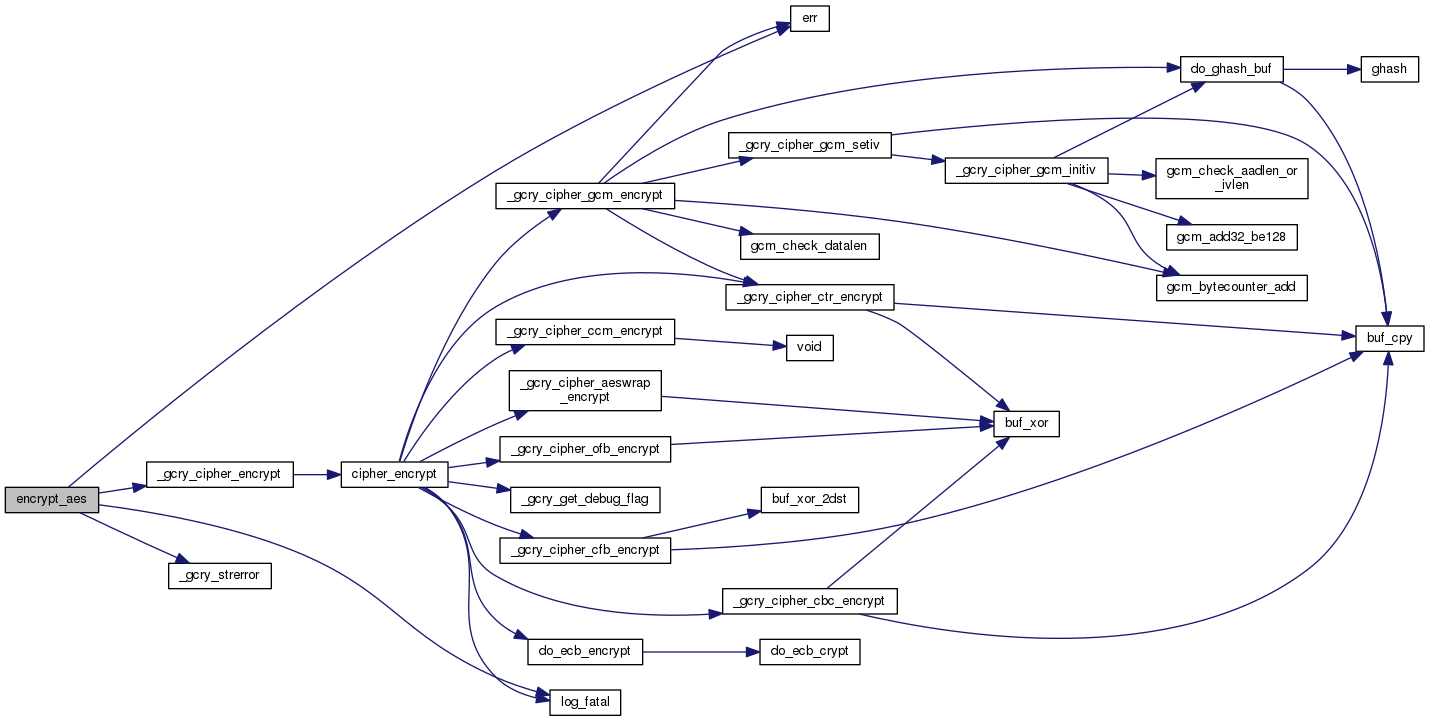 err
do_ghash_buf
ghash
_gcry_cipher_gcm_setiv
_gcry_cipher_gcm_initiv
gcm_check_aadlen_or
_ivlen
_gcry_cipher_gcm_encrypt
gcm_add32_be128
gcm_check_datalen
gcm_bytecounter_add
_gcry_cipher_ctr_encrypt
_gcry_cipher_ccm_encrypt
void
buf_cpy
_gcry_cipher_aeswrap
_encrypt
buf_xor
_gcry_cipher_ofb_encrypt
_gcry_cipher_encrypt
cipher_encrypt
encrypt_aes
_gcry_get_debug_flag
buf_xor_2dst
_gcry_cipher_cfb_encrypt
_gcry_strerror
_gcry_cipher_cbc_encrypt
do_ecb_encrypt
do_ecb_crypt
log_fatal